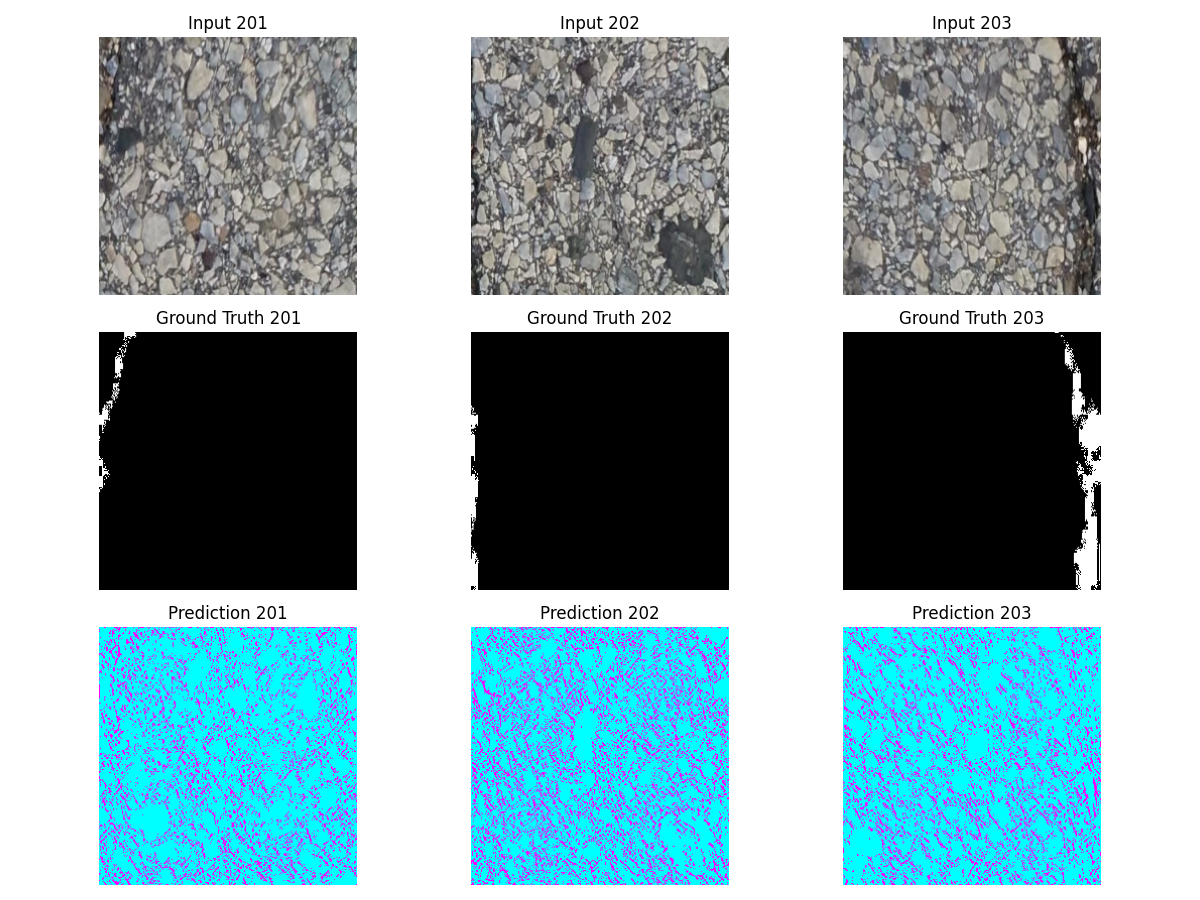 Input 201
Input 202
Input 203
Ground Truth 201
Ground Truth 202
Ground Truth 203
Prediction 201
Prediction 202
Prediction 203